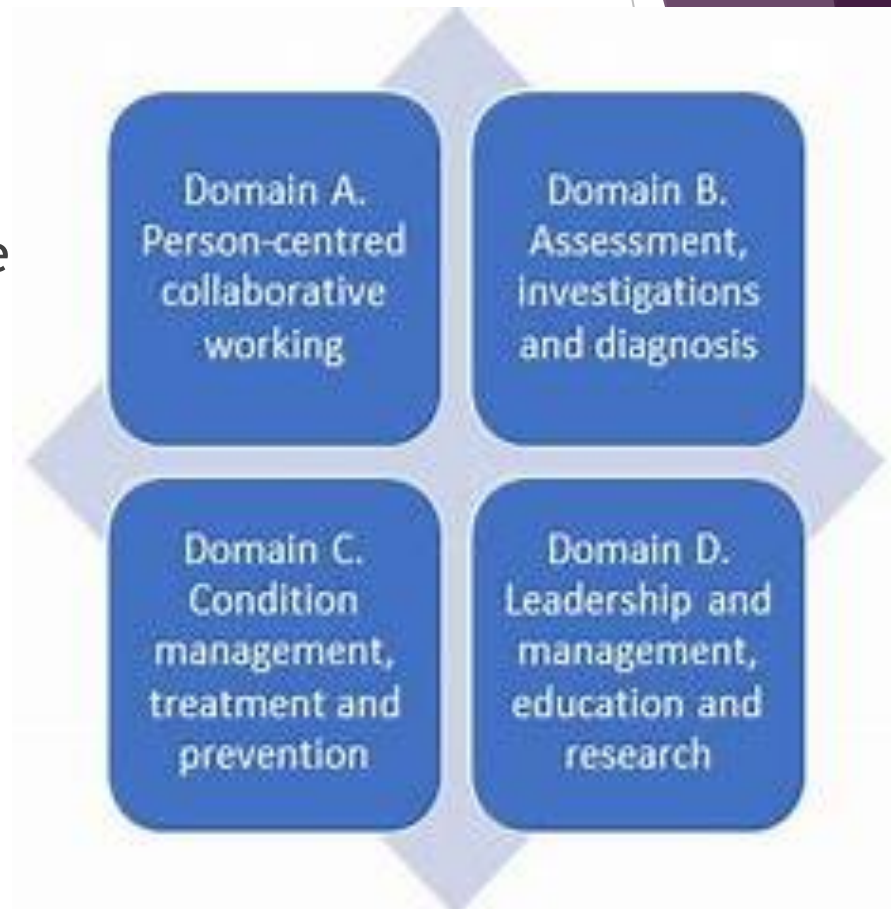 e
Domain A.
Person-centred
collaborative
working
Domain B.
Assessment,
investigations
and diagnosis
Domain C.
Condition
management,
treatment and
prevention
Domain D.
Leadership and
management,
education and
research